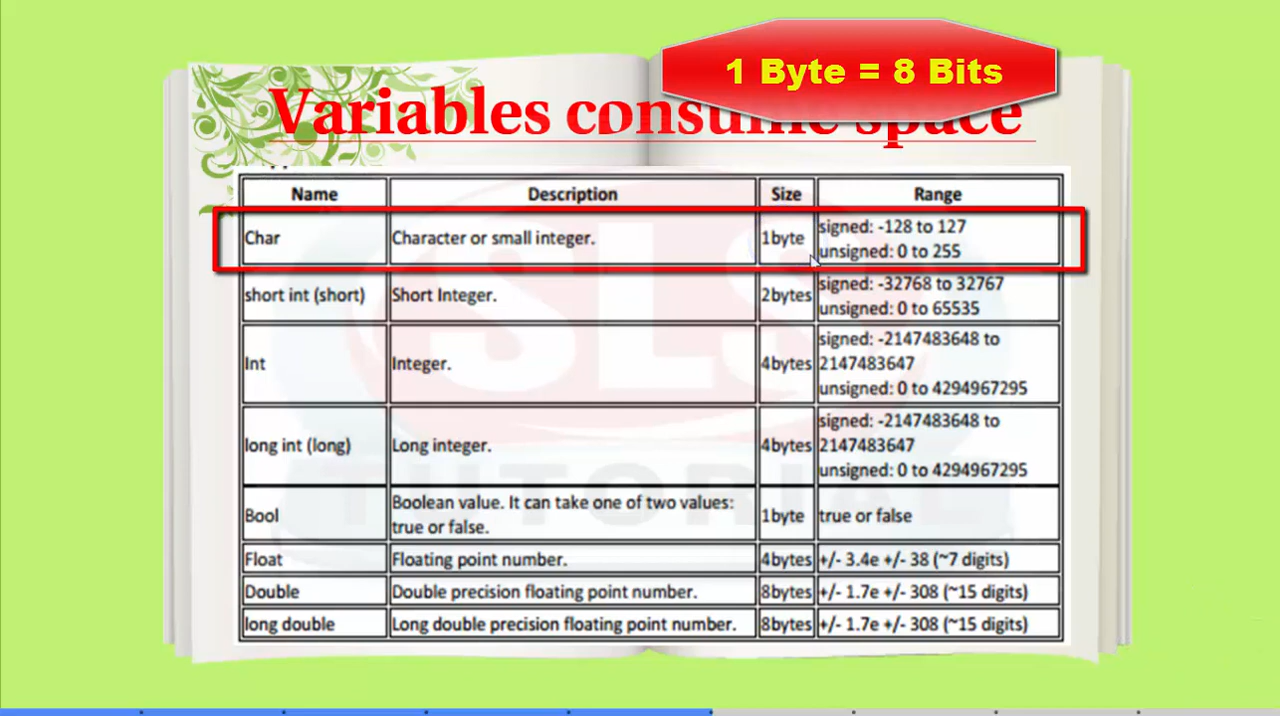 1 Byte = 8 Bits
Variables consume space
Name Description Size Range
Char Character or small integer. 1byte signed: -128 to 127
unsigned: 0 to 255
short int (short) Short Integer. 2bytes signed: -32768 to 32767
unsigned: 0 to 65535
Int Integer. 4bytes signed: -2147483648 to
2147483647
unsigned: 0 to 4294967295
long int (long) Long integer. 4bytes signed: -2147483648 to
2147483647
unsigned: 0 to 4294967295
Bool Boolean value. It can take one of two values:
true or false. 1byte true or false
Float Floating point number. 4bytes +/- 3.4e +/- 38 (~7 digits)
Double Double precision floating point number. 8bytes +/- 1.7e +/- 308 (~15 digits)
long double Long double precision floating point number. 8bytes +/- 1.7e +/- 308 (~15 digits)
SLS
TUTORIAL